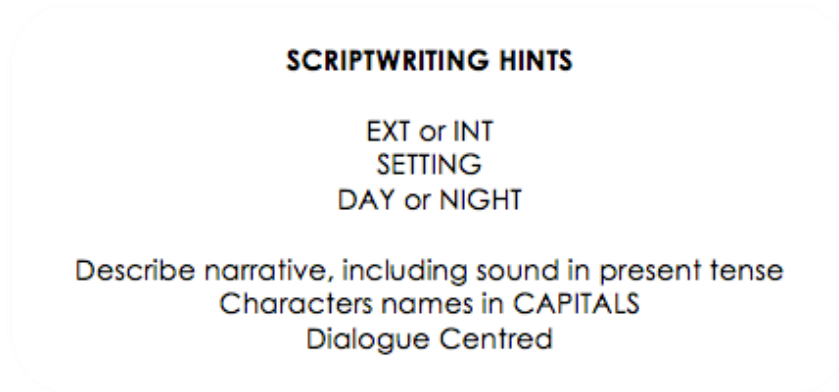 SCRIPTWRITING HINTS
EXT or INT
SETTING
DAY or NIGHT
Describe narrative, including sound in present tense
Characters names in CAPITALS
Dialogue Centred